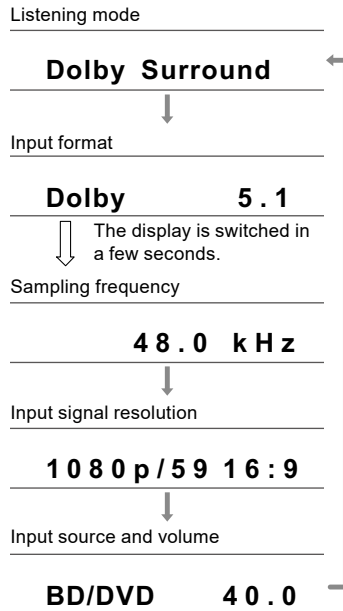 Listening mode
Dolby Surround
Input format
Dolby 5.1
The display is switched in
a few seconds.
Sampling frequency
48.0 kHz
Input signal resolution
1080p/59 16:9
Input source and volume
BD/DVD 40.0